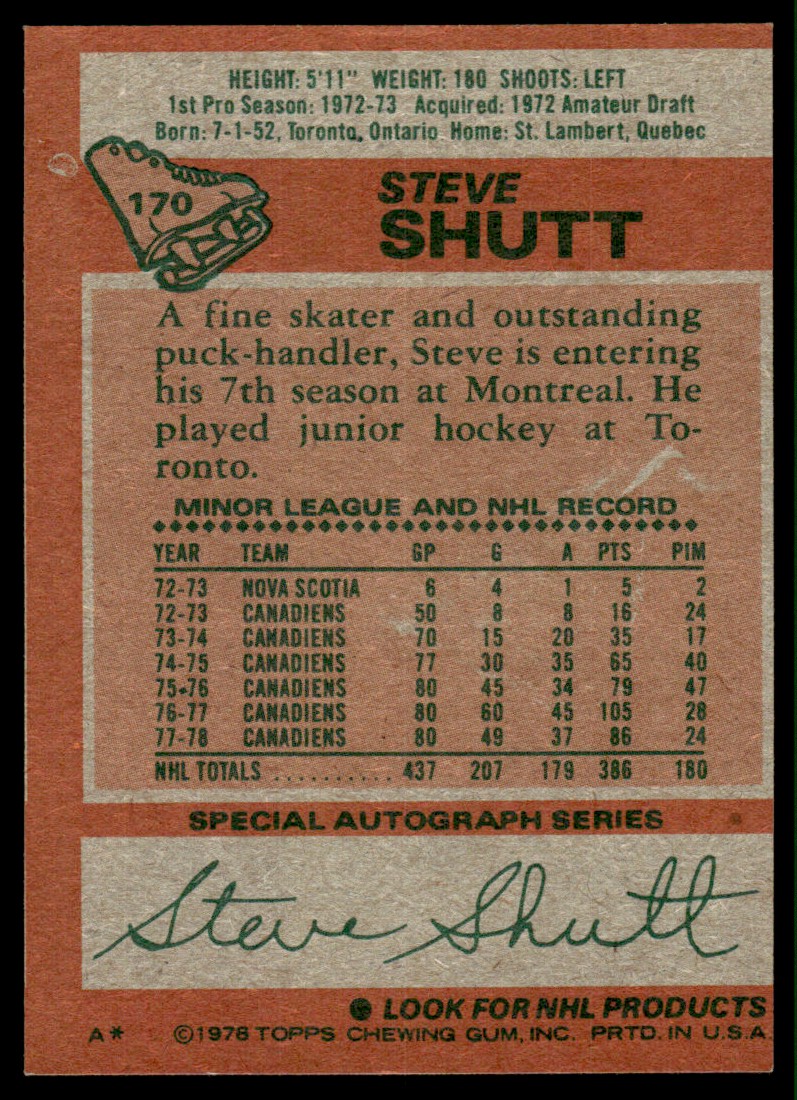 HEIGHT: 5'11" WEIGHT: 180 SHOOTS: LEFT
1st Pro Season: 1972-73 Acquired: 1972 Amateur Draft
Born: 7-1-52, Toronto, Ontario Home: St. Lambert, Quebec
170
STEVE
SHUTT
A fine skater and outstanding
puck-handler, Steve is entering
his 7th season at Montreal. He
played junior hockey at To-
ronto.
MINOR LEAGUE AND NHL RECORD
YEAR TEAM GP G A PTS PIM
72-73 NOVA SCOTIA 6 4 1 5 2
72-73 CANADIENS 50 8 8 16 24
73-74 CANADIENS 70 15 20 35 17
74-75 CANADIENS 77 30 35 65 40
75-76 CANADIENS 80 45 34 79 47
76-77 CANADIENS 80 60 45 105 28
77-78 CANADIENS 80 49 37 86 24
NHL TOTALS .......... 437 207 179 386 180
SPECIAL AUTOGRAPH SERIES
Steve Shutt
LOOK FOR NHL PRODUCTS
A* ©1978 TOPPS CHEWING GUM, INC. PRTD. IN U.S.A.